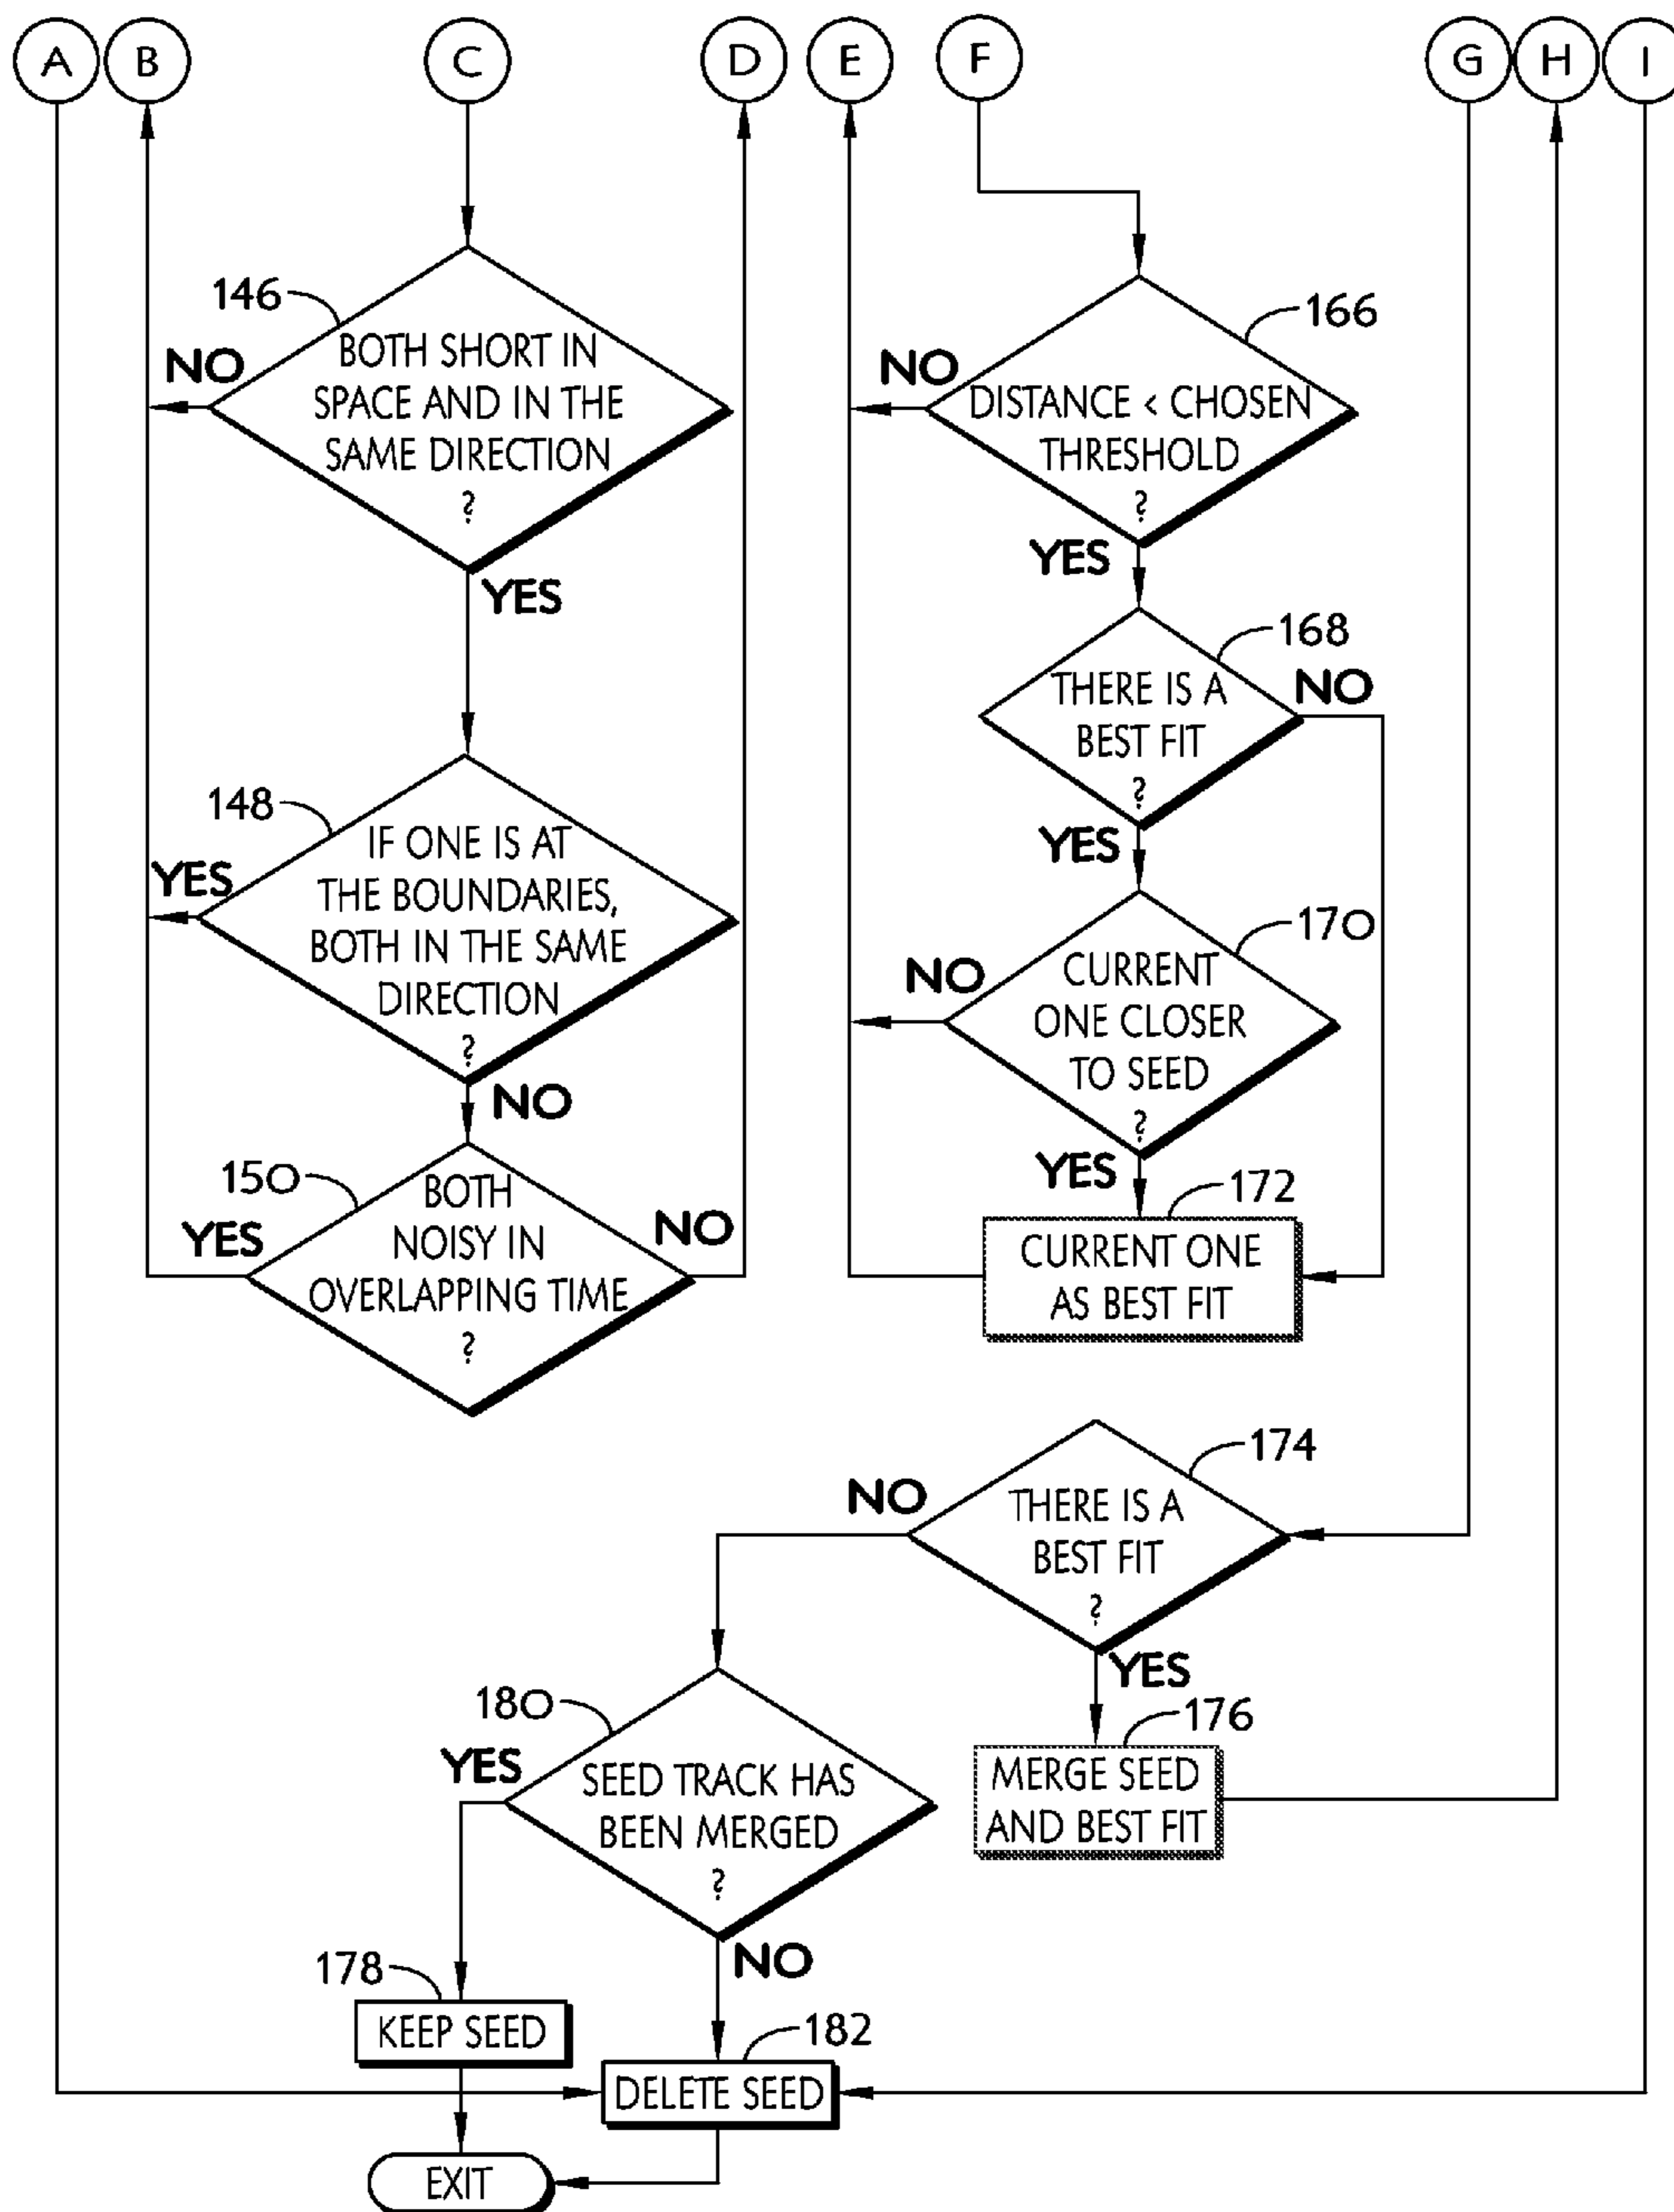 A
B
C
D
E
F
G
H
I
146
NO
BOTH SHORT IN
SPACE AND IN THE
SAME DIRECTION
?
YES
148
YES
IF ONE IS AT
THE BOUNDARIES,
BOTH IN THE SAME
DIRECTION
?
NO
150
YES
BOTH
NOISY IN
OVERLAPPING TIME
?
NO
166
NO
DISTANCE < CHOSEN
THRESHOLD
?
YES
168
THERE IS A
BEST FIT
?
NO
YES
170
NO
CURRENT
ONE CLOSER
TO SEED
?
YES
172
CURRENT ONE
AS BEST FIT
174
NO
THERE IS A
BEST FIT
?
YES
176
MERGE SEED
AND BEST FIT
180
YES
SEED TRACK HAS
BEEN MERGED
?
NO
178
KEEP SEED
182
DELETE SEED
EXIT